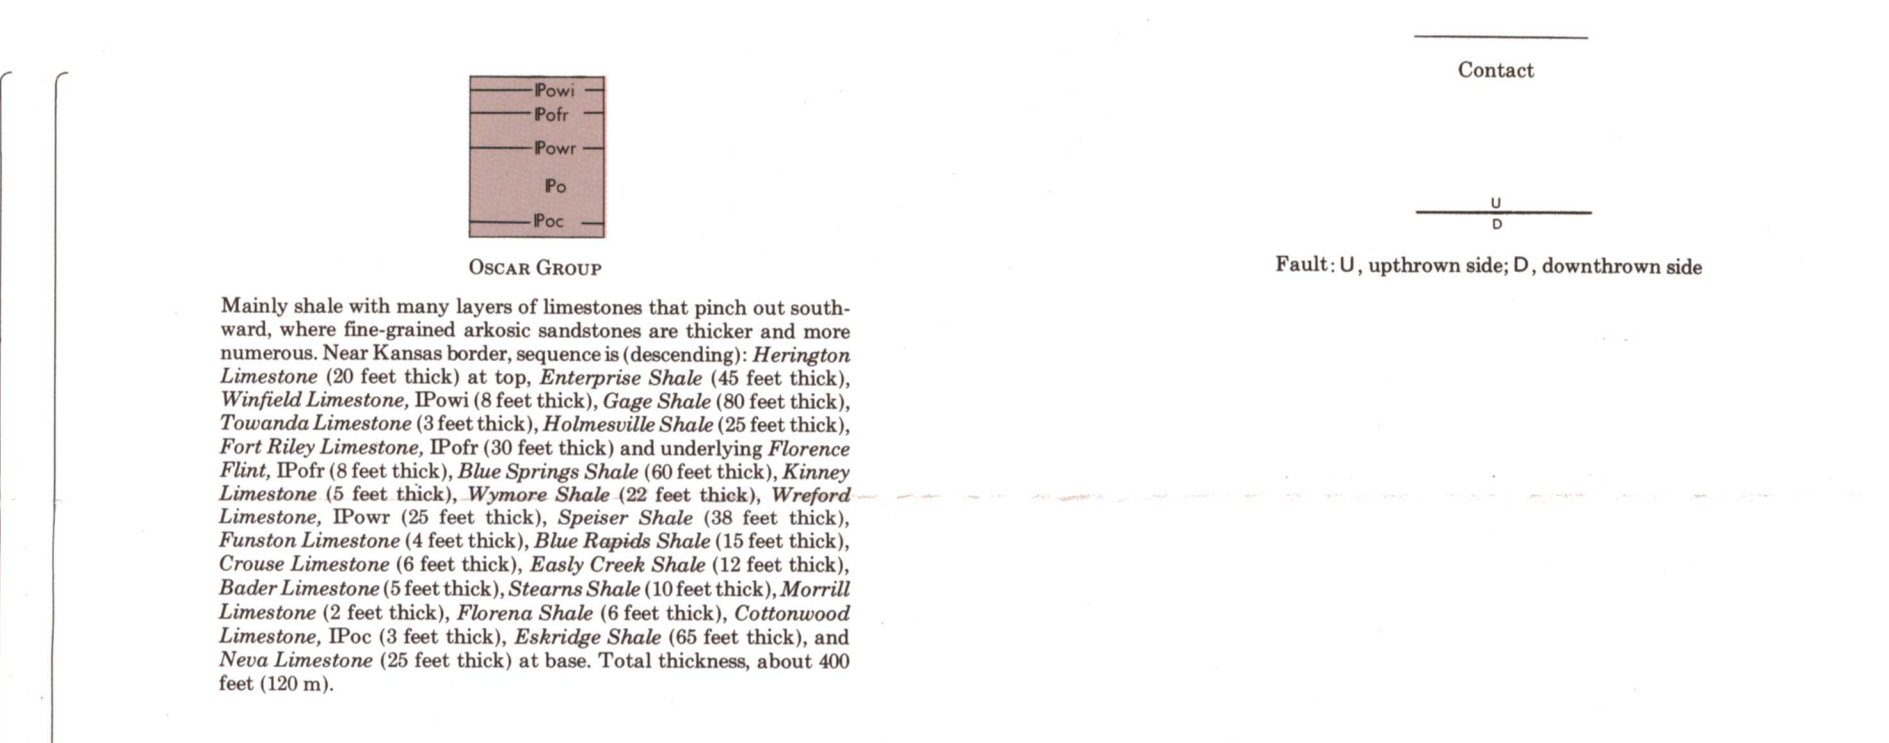 IPowi
IPofr
IPowr
IPo
IPoc
OSCAR GROUP
Mainly shale with many layers of limestones that pinch out south-
ward, where fine-grained arkosic sandstones are thicker and more
numerous. Near Kansas border, sequence is (descending): Herington
Limestone (20 feet thick) at top, Enterprise Shale (45 feet thick),
Winfield Limestone, IPowi (8 feet thick), Gage Shale (80 feet thick),
Towanda Limestone (3 feet thick), Holmesville Shale (25 feet thick),
Fort Riley Limestone, IPofr (30 feet thick) and underlying Florence
Flint, IPofr (8 feet thick), Blue Springs Shale (60 feet thick), Kinney
Limestone (5 feet thick), Wymore Shale (22 feet thick), Wreford
Limestone, IPowr (25 feet thick), Speiser Shale (38 feet thick),
Funston Limestone (4 feet thick), Blue Rapids Shale (15 feet thick),
Crouse Limestone (6 feet thick), Easly Creek Shale (12 feet thick),
Bader Limestone (5 feet thick), Stearns Shale (10 feet thick), Morrill
Limestone (2 feet thick), Florena Shale (6 feet thick), Cottonwood
Limestone, IPoc (3 feet thick), Eskridge Shale (65 feet thick), and
Neva Limestone (25 feet thick) at base. Total thickness, about 400
feet (120 m).
Contact
U
D
Fault: U, upthrown side; D, downthrown side